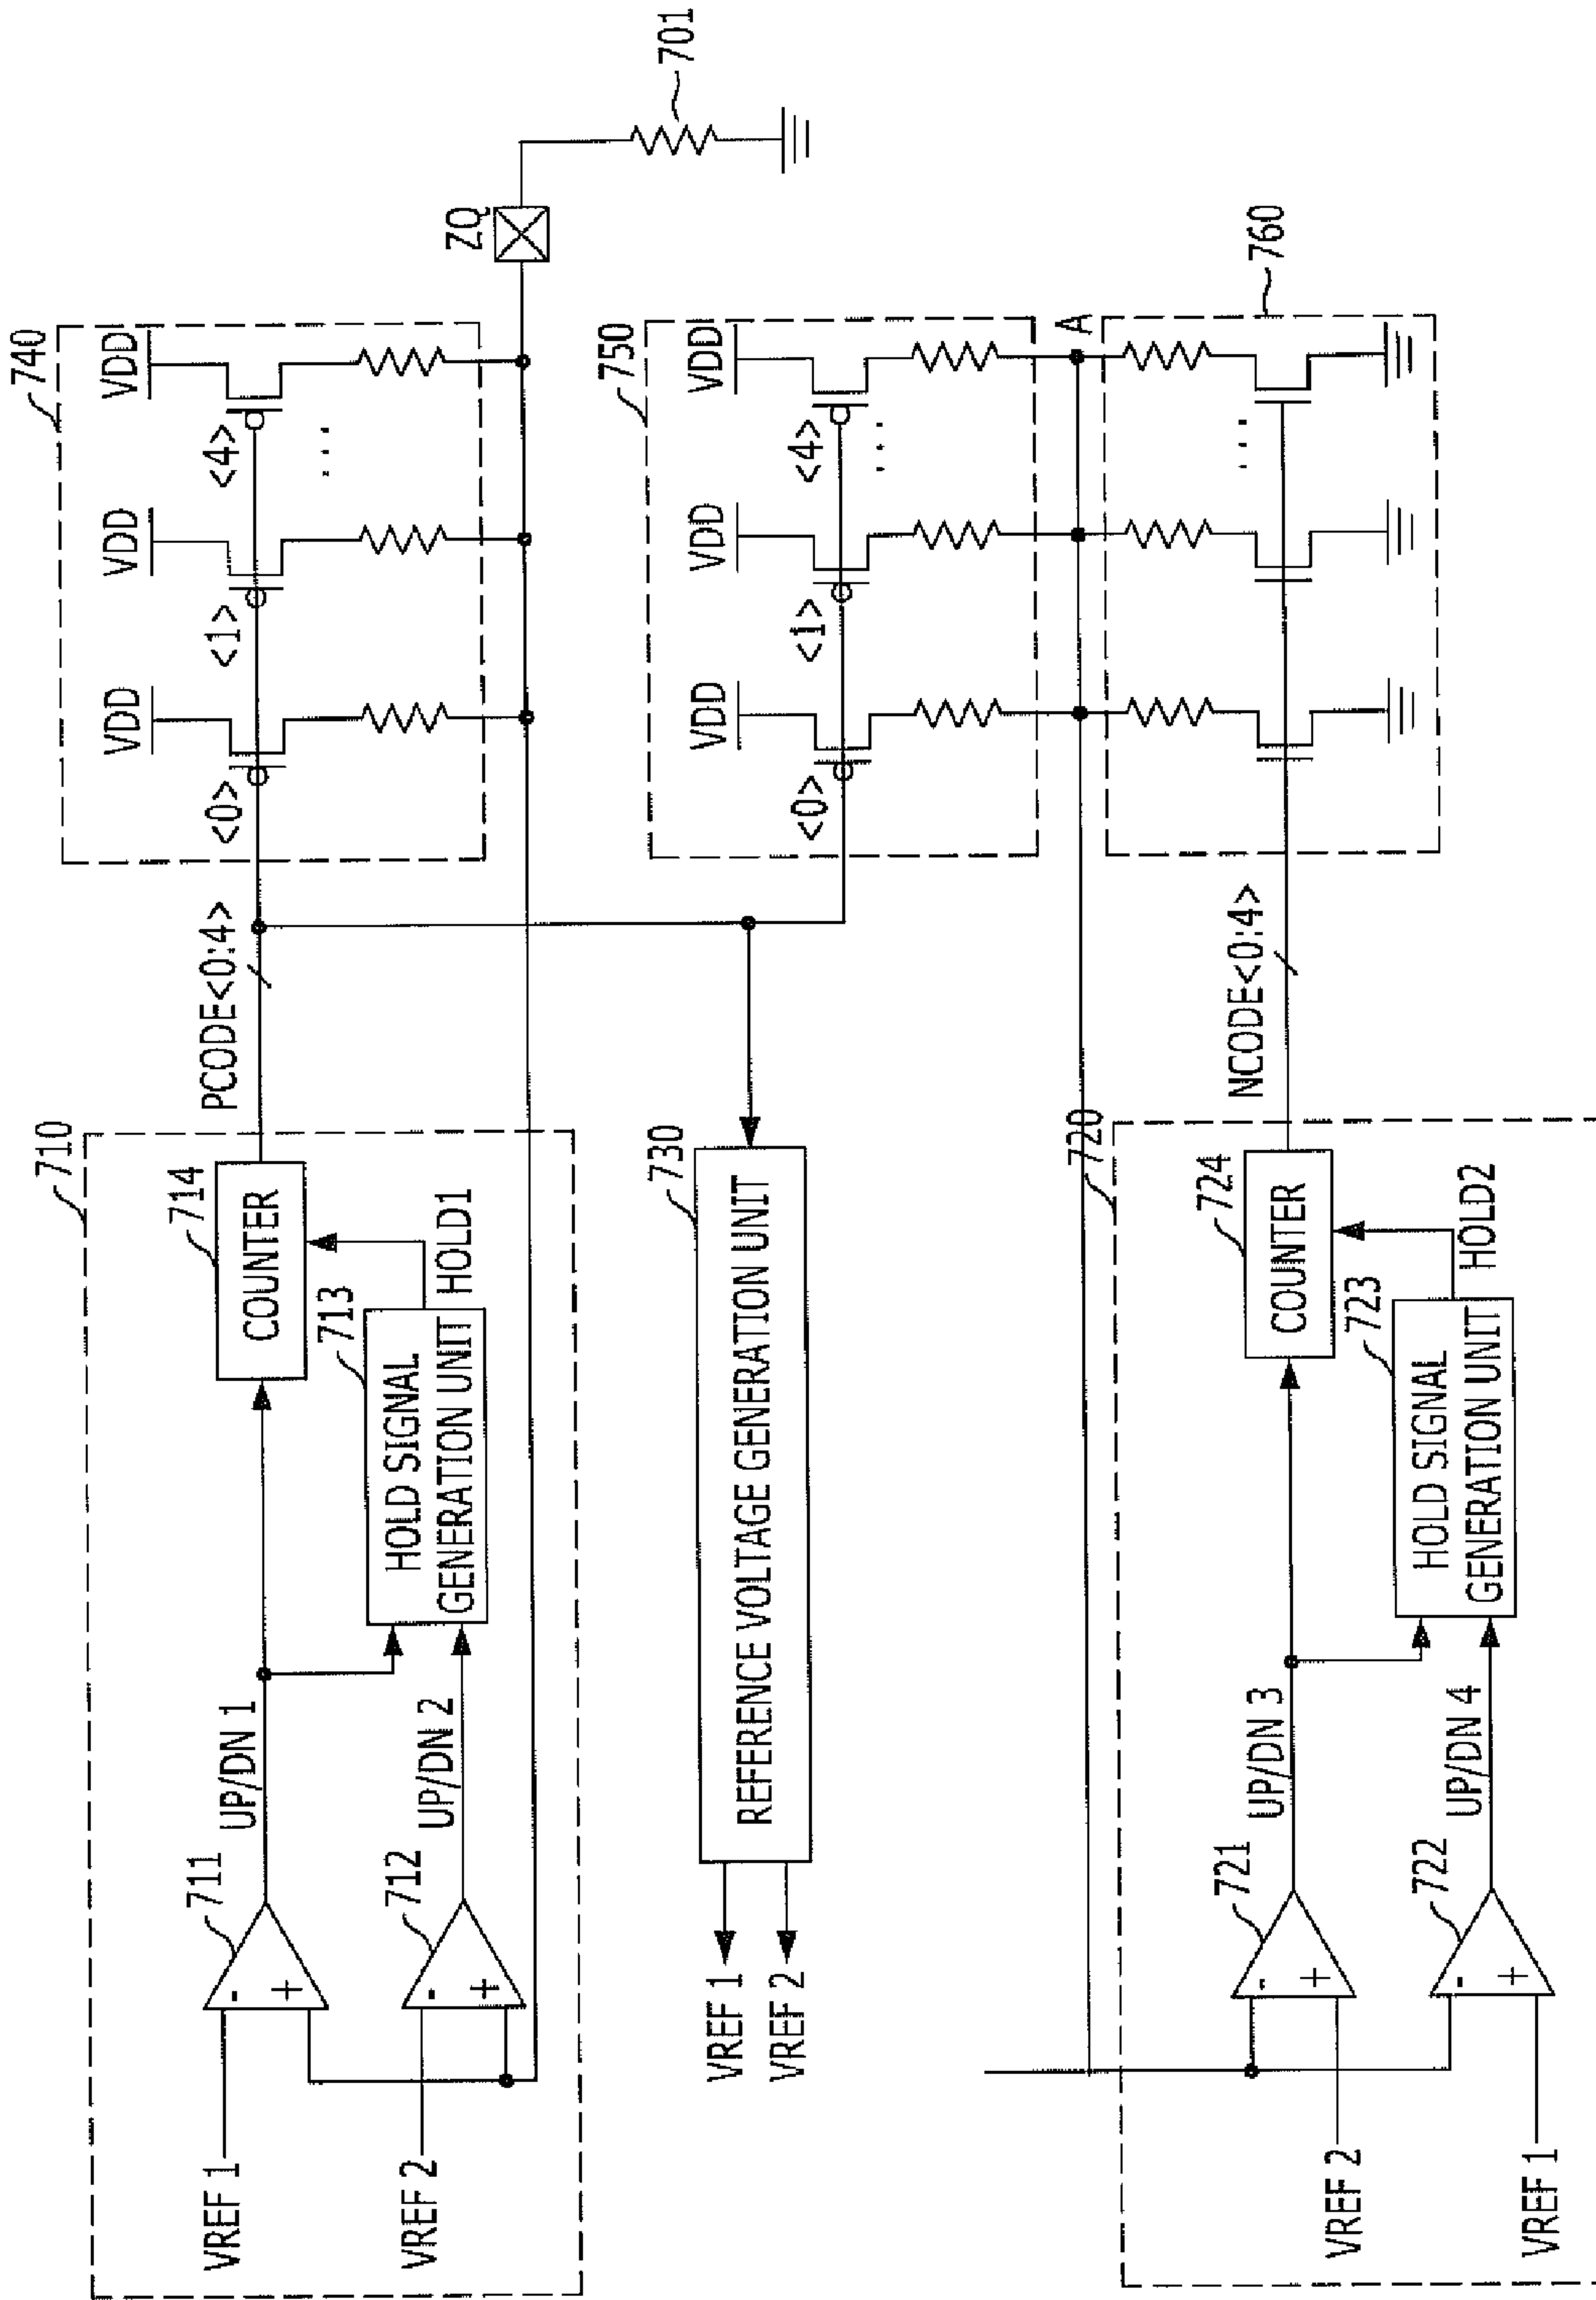 740
VDD
VDD
VDD
<0>
<1>
<4>
...
710
714
COUNTER
PCODE<0:4>
713
HOLD SIGNAL
GENERATION UNIT
HOLD1
711
-
+
UP/DN 1
VREF 1
712
-
+
UP/DN 2
VREF 2
ZQ
701
730
REFERENCE VOLTAGE GENERATION UNIT
VREF 1
VREF 2
750
VDD
VDD
VDD
<0>
<1>
<4>
...
A
760
...
720
724
COUNTER
NCODE<0:4>
723
HOLD SIGNAL
GENERATION UNIT
HOLD2
721
-
+
UP/DN 3
VREF 2
722
-
+
UP/DN 4
VREF 1